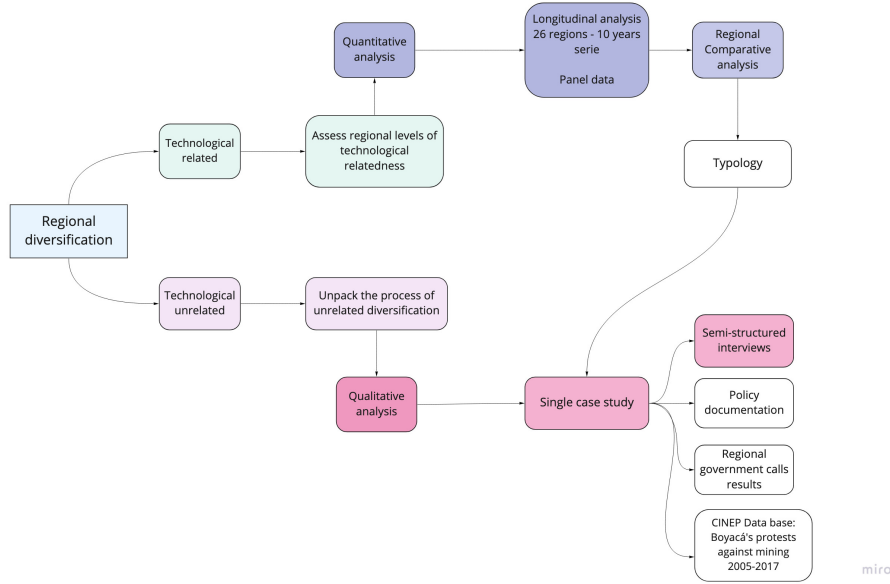 Quantitative
analysis
Longitudinal analysis
26 regions - 10 years
serie
Panel data
Regional
Comparative
analysis
Technological
related
Assess regional levels of
technological
relatedness
Typology
Regional
diversification
Technological
unrelated
Unpack the process of
unrelated diversification
Qualitative
analysis
Single case study
Semi-structured
interviews
Policy
documentation
Regional
government calls
results
CINEP Data base:
Boyacá's protests
against mining
2005-2017
miro